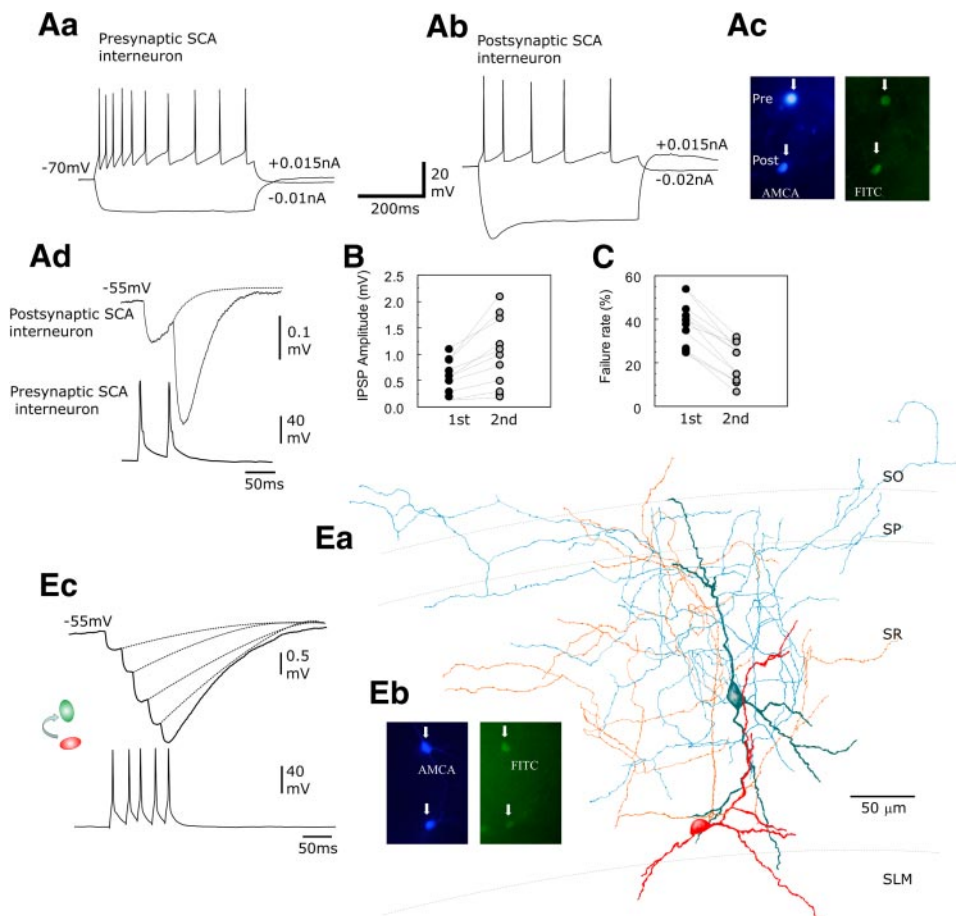 Aa
Presynaptic SCA
interneuron
-70mV
+0.015nA
-0.01nA
20
mV
200ms
Ab
Postsynaptic SCA
interneuron
+0.015nA
-0.02nA
Ac
Pre
Post
AMCA
FITC
Ad
-55mV
Postsynaptic SCA
interneuron
0.1
mV
Presynaptic SCA
interneuron
40
mV
50ms
B
IPSP Amplitude (mV)
2.5
2.0
1.5
1.0
0.5
0.0
1st 2nd
C
Failure rate (%)
60
40
20
0
1st 2nd
Ea
SO
SP
SR
SLM
50 μm
Eb
AMCA
FITC
Ec
-55mV
0.5
mV
40
mV
50ms